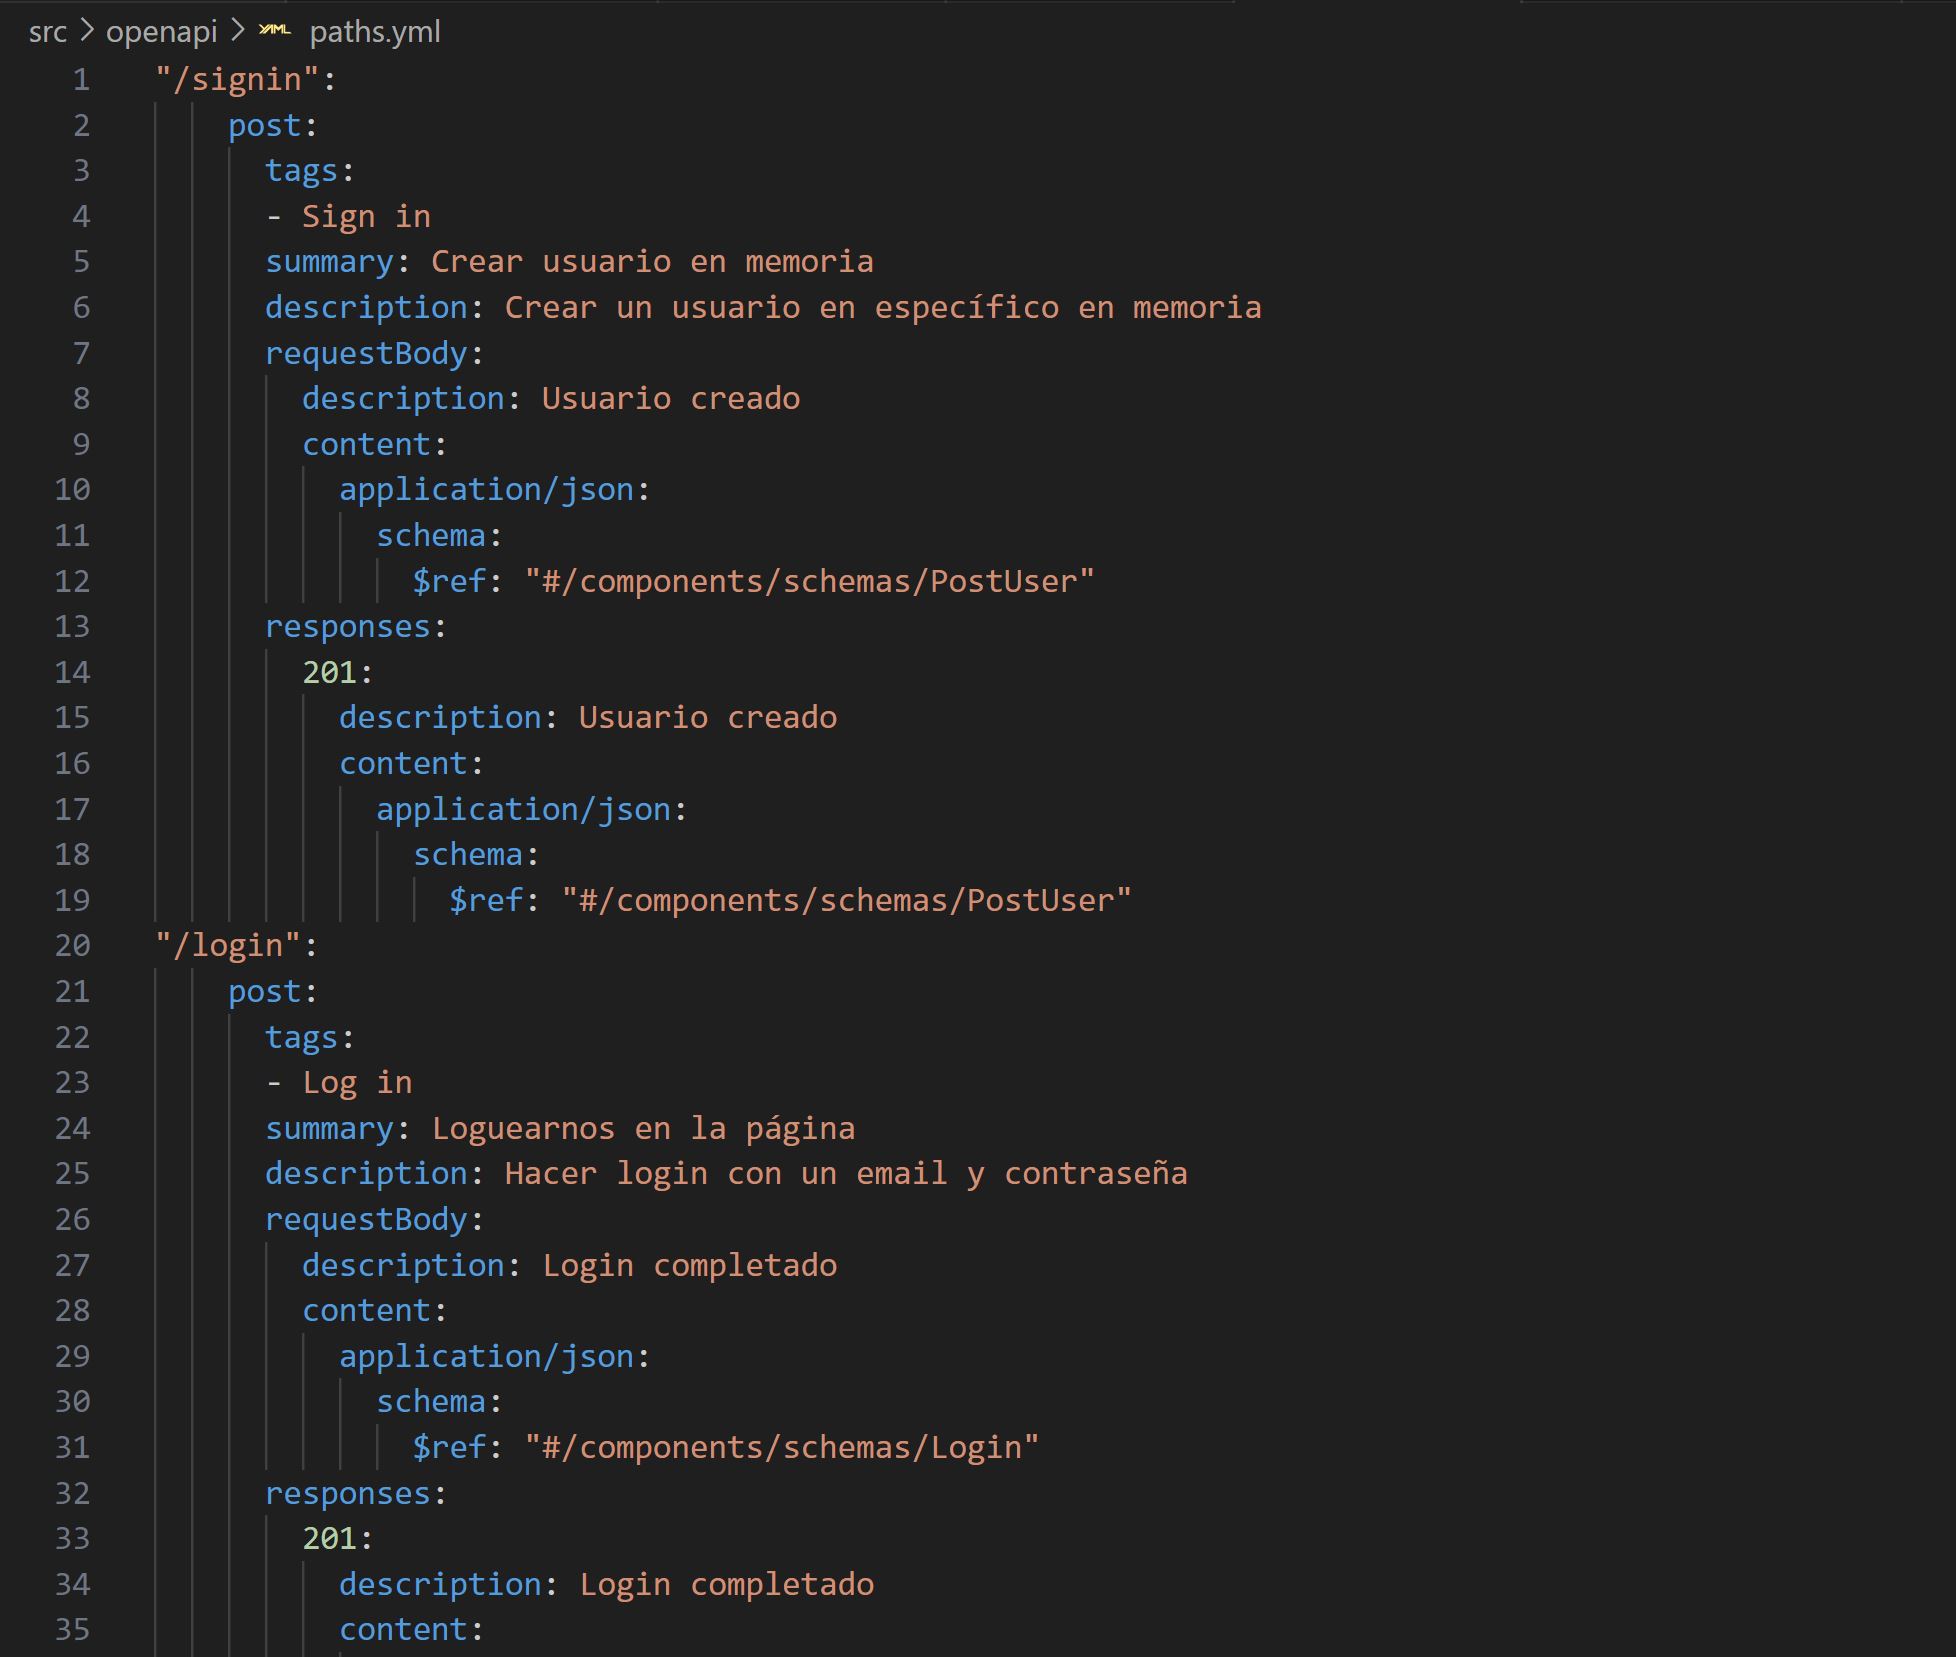 src > openapi > YAML paths.yml
1 "/signin":
2 post:
3 tags:
4 - Sign in
5 summary: Crear usuario en memoria
6 description: Crear un usuario en específico en memoria
7 requestBody:
8 description: Usuario creado
9 content:
10 application/json:
11 schema:
12 $ref: "#/components/schemas/PostUser"
13 responses:
14 201:
15 description: Usuario creado
16 content:
17 application/json:
18 schema:
19 $ref: "#/components/schemas/PostUser"
20 "/login":
21 post:
22 tags:
23 - Log in
24 summary: Loguearnos en la página
25 description: Hacer login con un email y contraseña
26 requestBody:
27 description: Login completado
28 content:
29 application/json:
30 schema:
31 $ref: "#/components/schemas/Login"
32 responses:
33 201:
34 description: Login completado
35 content: